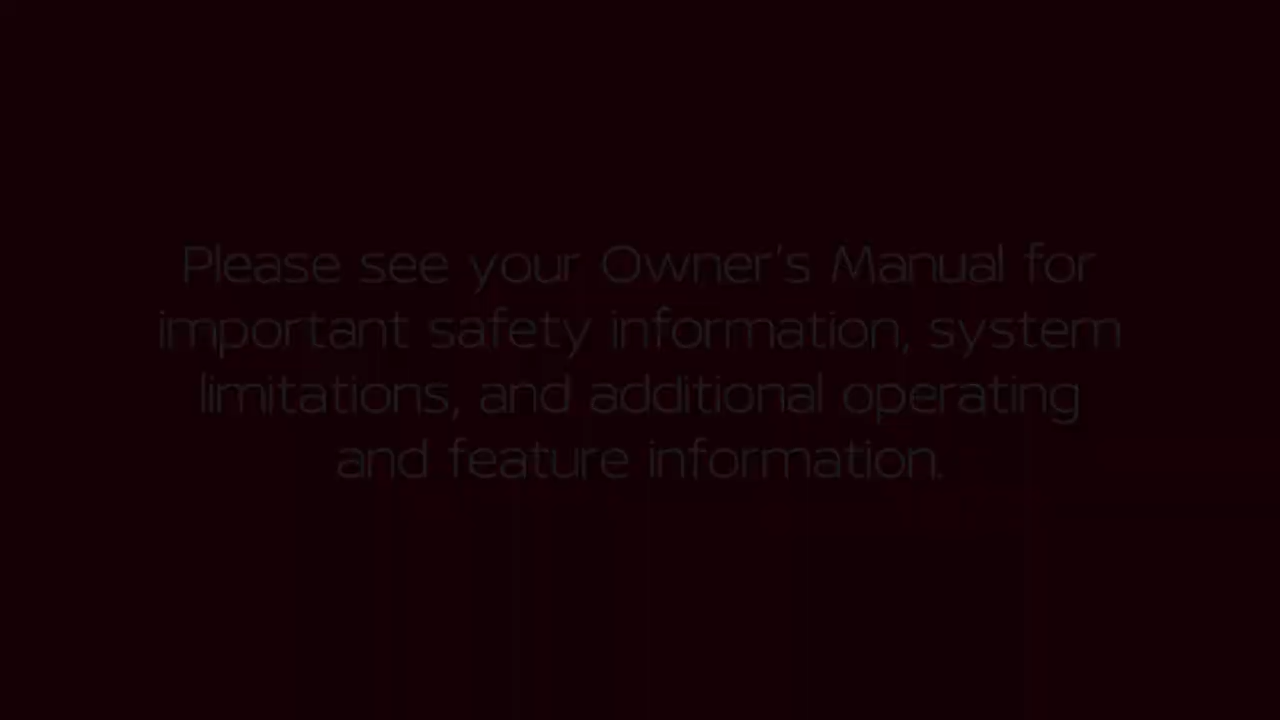 Please see your Owner's Manual for
important safety information, system
limitations, and additional operating
and feature information.